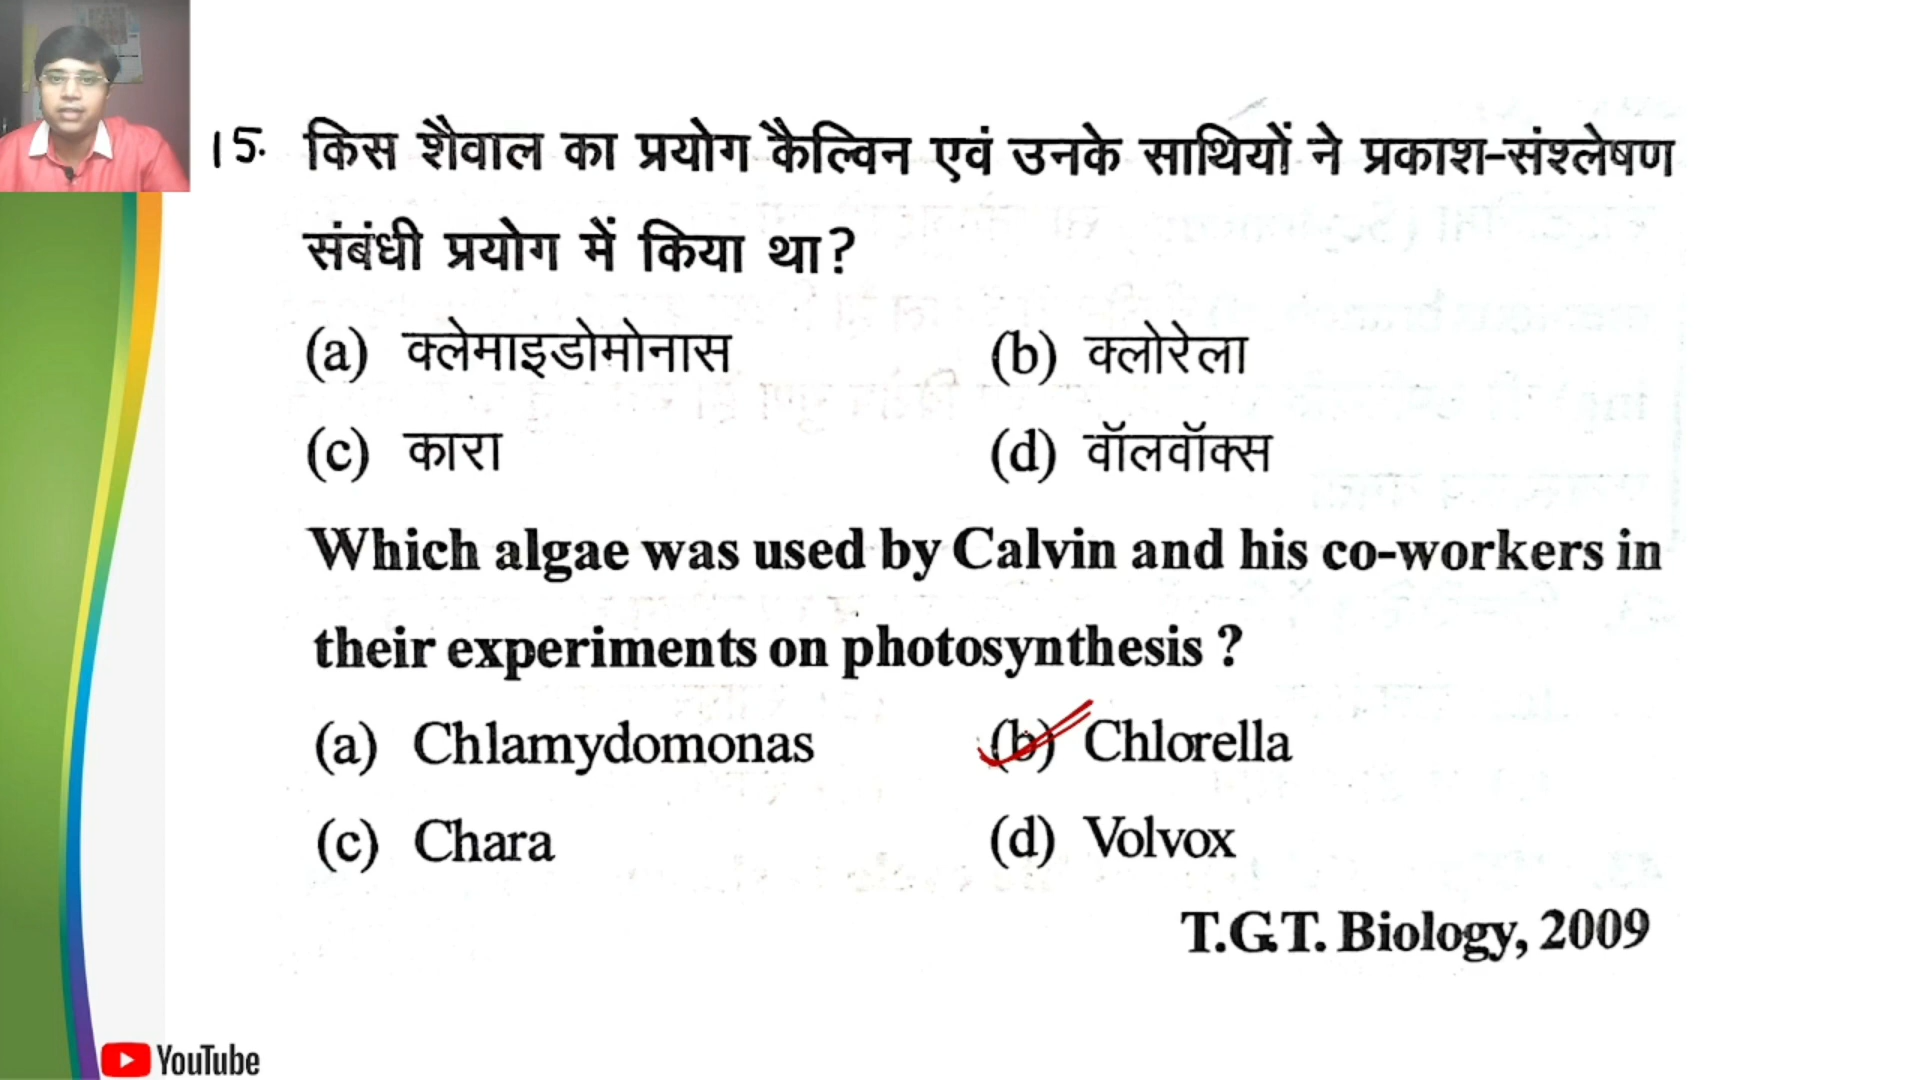 15. किस शैवाल का प्रयोग कैल्विन एवं उनके साथियों ने प्रकाश-संश्लेषण
संबंधी प्रयोग में किया था?
(a) क्लेमाइडोमोनास (b) क्लोरेला
(c) कारा (d) वॉलवॉक्स
Which algae was used by Calvin and his co-workers in
their experiments on photosynthesis ?
(a) Chlamydomonas (b) Chlorella
(c) Chara (d) Volvox
T.G.T. Biology, 2009
YouTube